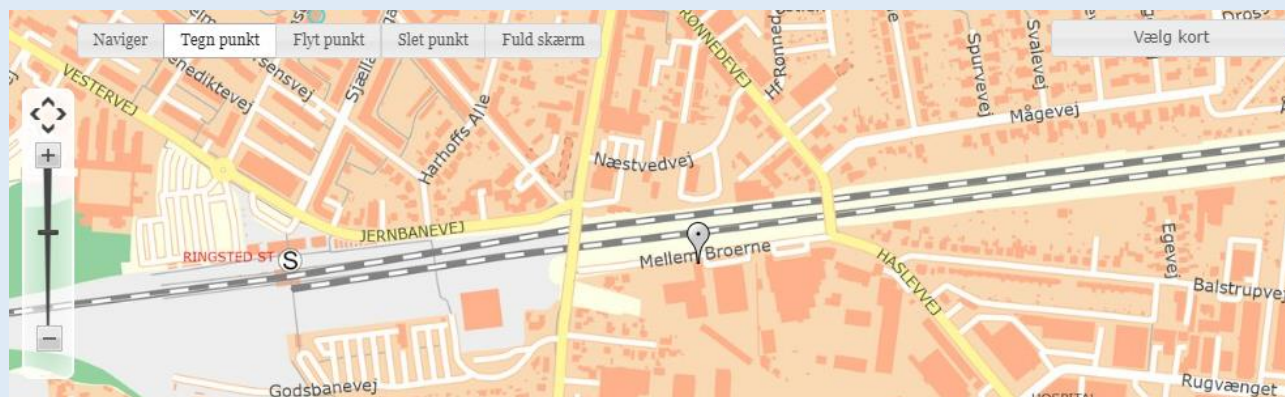 Naviger
Tegn punkt
Flyt punkt
Slet punkt
Fuld skærm
Vælg kort
VESTERVEJ
Harhoffs Alle
RØNNEDEVEJ
Spurvevej
Svalevej
Mågevej
Næstvedvej
JERNBANEVEJ
RINGSTED ST
S
Mellem Broerne
HASLEVVEJ
Egevej
Balstrupvej
Godsbanevej
Rugvænget